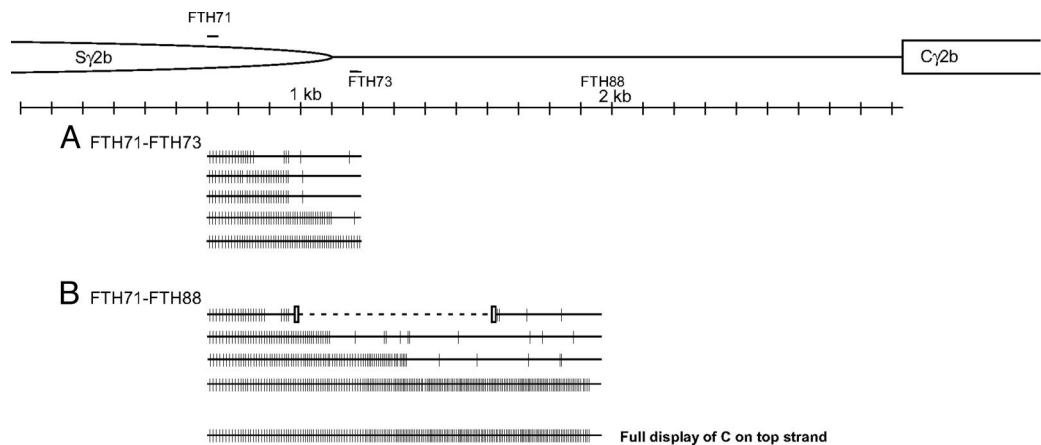 FTH71
Sγ2b
Cγ2b
FTH73
FTH88
1 kb
2 kb
A FTH71-FTH73
B FTH71-FTH88
Full display of C on top strand